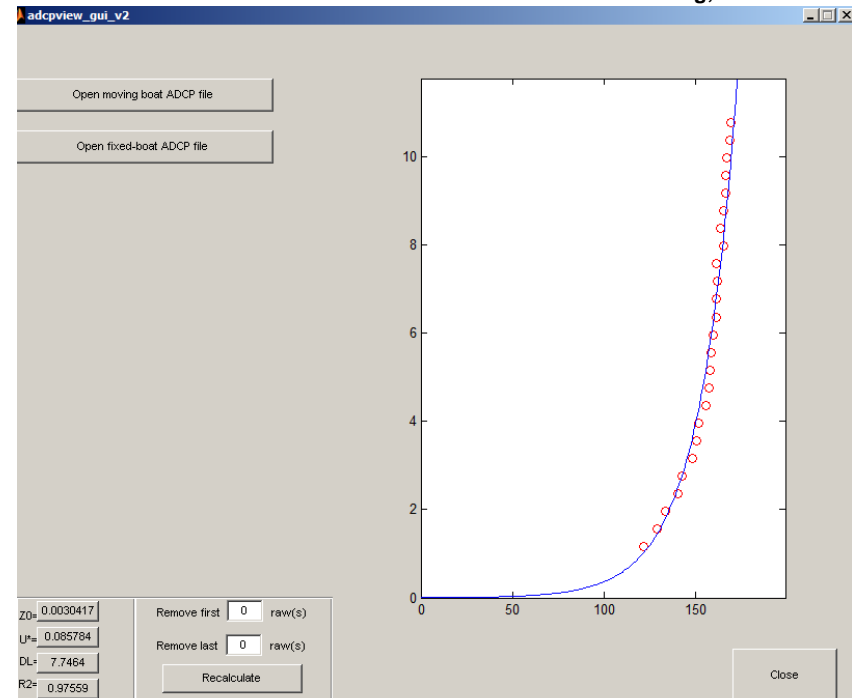 adcpview_gui_v2
Open moving boat ADCP file
Open fixed-boat ADCP file
10
8
6
4
2
0
0 50 100 150
Z0= 0.0030417
U*= 0.085784
DL= 7.7464
R2= 0.97559
Remove first 0 raw(s)
Remove last 0 raw(s)
Recalculate
Close